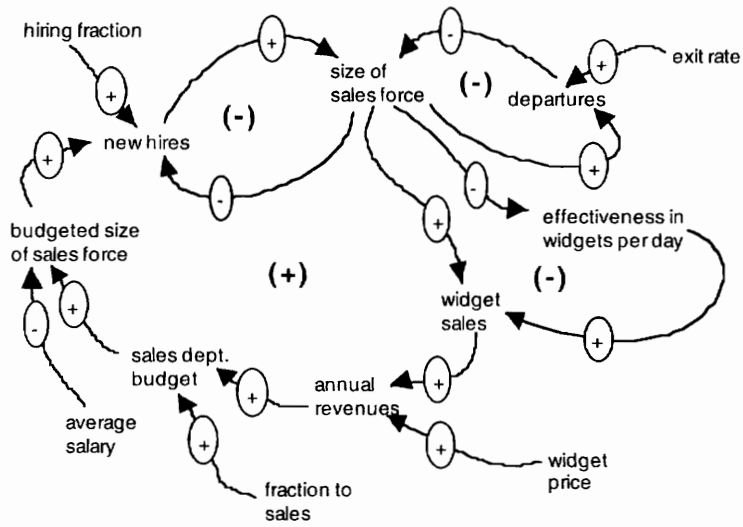 hiring fraction
+
-
exit rate
+
size of
sales force
(-)
departures
+
(-)
new hires
+
+
-
-
+
budgeted size
of sales force
effectiveness in
widgets per day
(+)
(-)
+
-
widget
sales
+
sales dept.
budget
annual
revenues
+
+
average
salary
+
+
widget
price
fraction to
sales